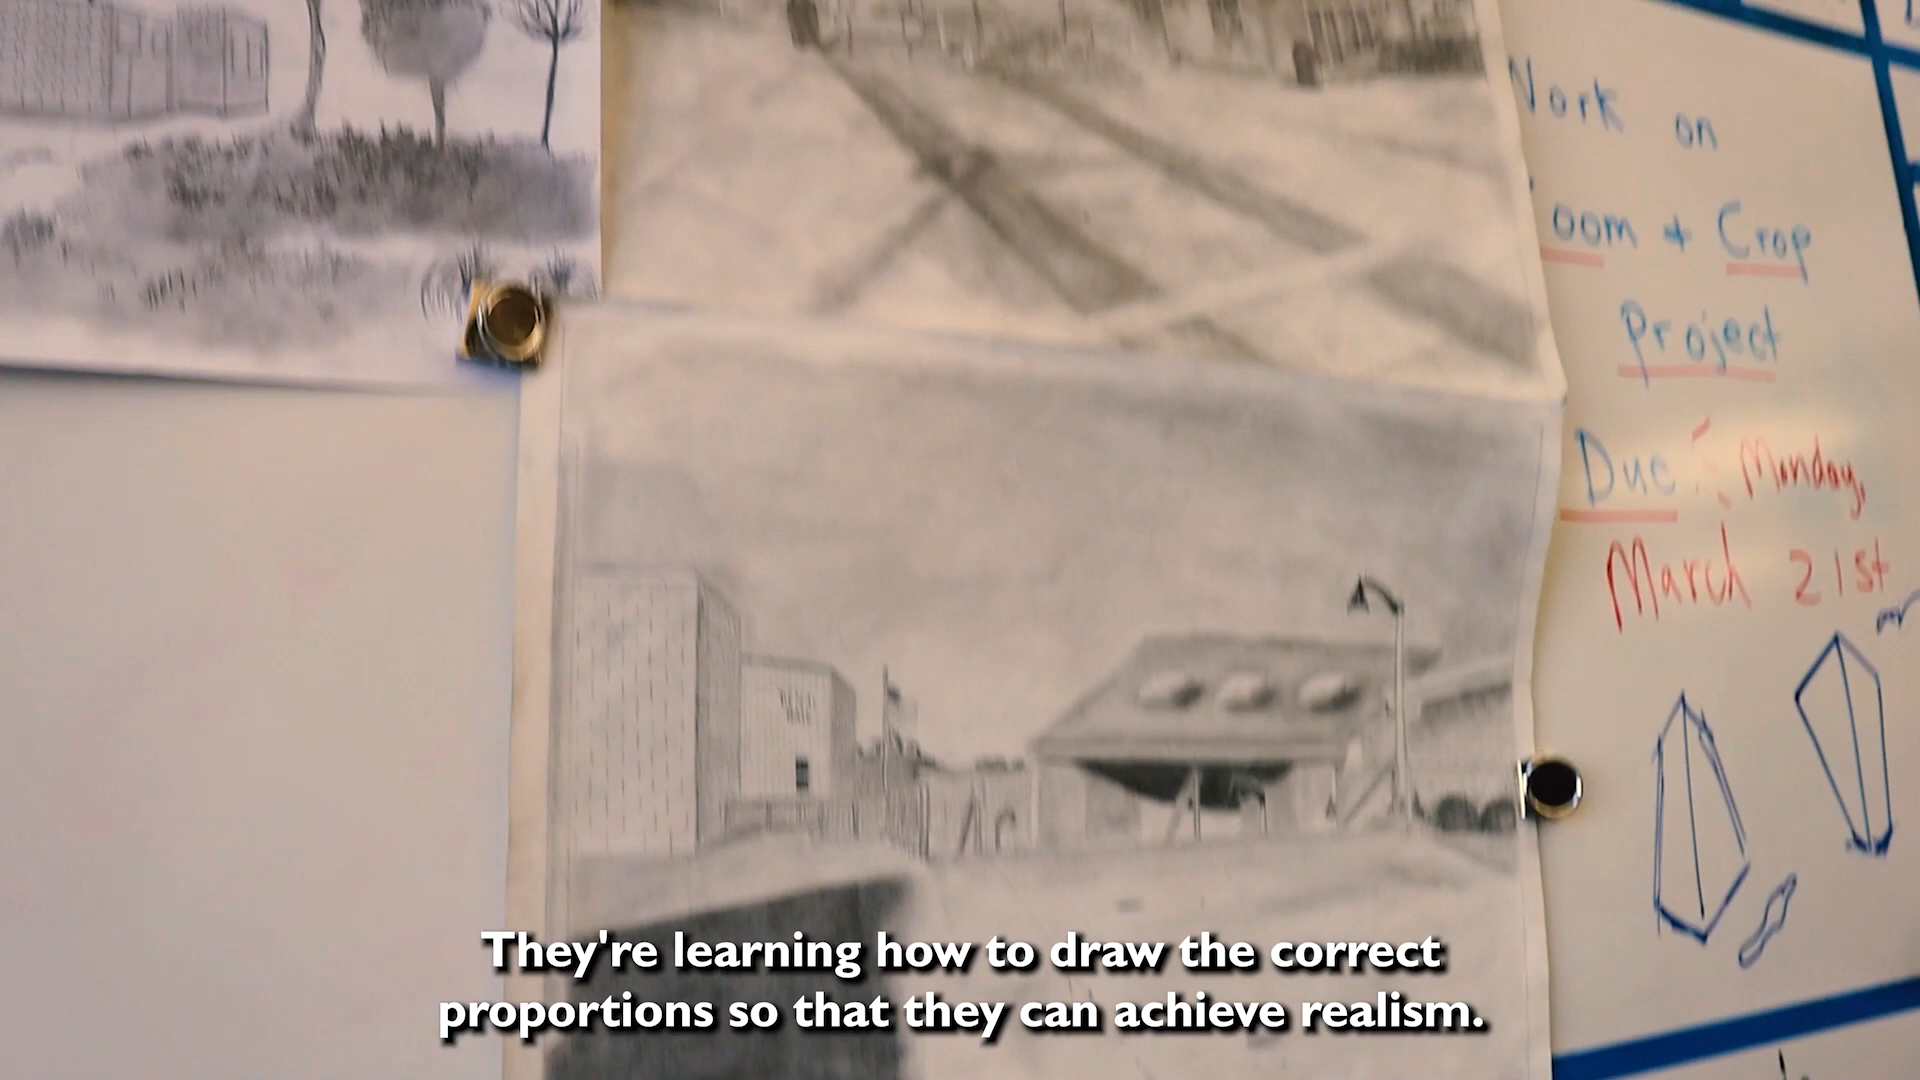 Work on
oom + Crop
Project
Due: Monday,
March 21st
They're learning how to draw the correct
proportions so that they can achieve realism.